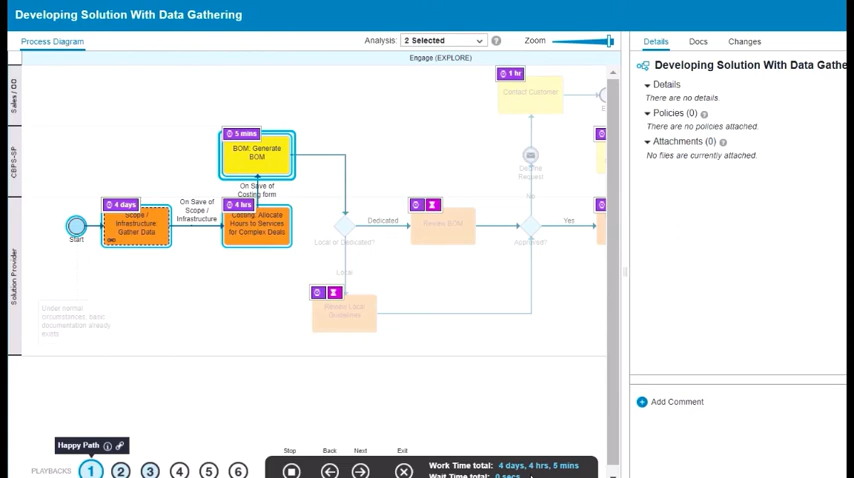 Developing Solution With Data Gathering
Process Diagram
Analysis: 2 Selected
Zoom
Details
Docs
Changes
Engage (EXPLORE)
Developing Solution With Data Gathe
Details
There are no details.
Policies (0)
There are no policies attached.
Attachments (0)
No files are currently attached.
Sales / CO
CBPS-SP
Solution Provider
1 hr
Contact Customer
5 mins
BOM: Generate
BOM
Decline
Request
No
On Save of
Costing form
4 days
Scope /
Infrastructure:
Gather Data
On Save of
Scope /
Infrastructure
4 hrs
Costing: Allocate
Hours to Services
for Complex Deals
Start
Local or Dedicated?
Dedicated
Review BOM
Approved?
Yes
Local
Review Local
Guidelines
Under normal
circumstances, basic
documentation already
exists
Add Comment
Happy Path
Stop
Back
Next
Exit
PLAYBACKS
1 2 3 4 5 6
Work Time total: 4 days, 4 hrs, 5 mins
Wait Time total: 0 secs